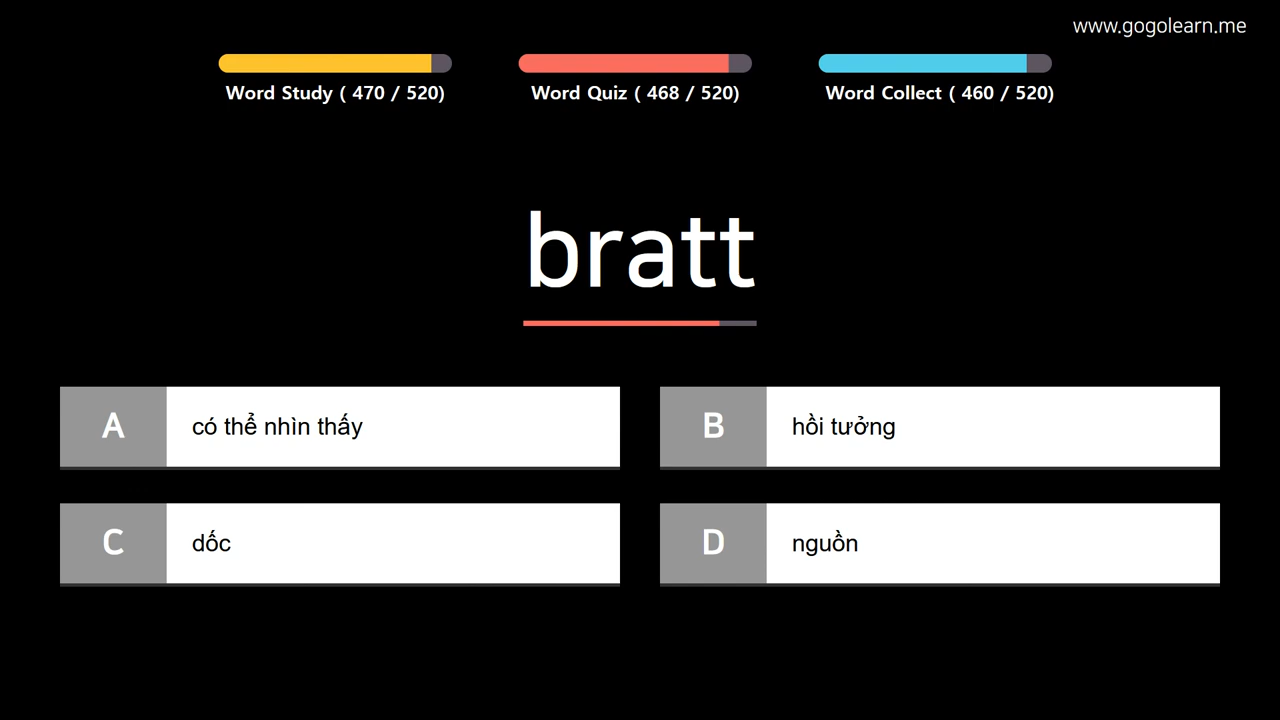 www.gogolearn.me
Word Study ( 470 / 520)
Word Quiz ( 468 / 520)
Word Collect ( 460 / 520)
bratt
A có thể nhìn thấy
B hồi tưởng
C dốc
D nguồn